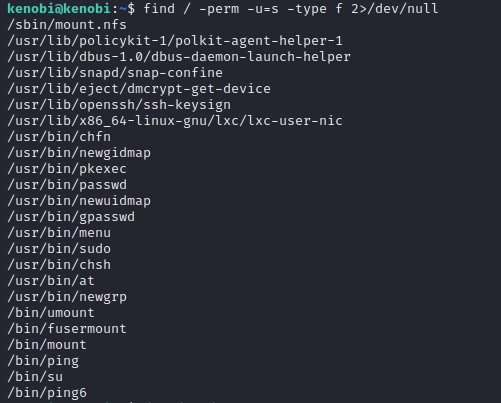 kenobi@kenobi:~$ find / -perm -u=s -type f 2>/dev/null
/sbin/mount.nfs
/usr/lib/policykit-1/polkit-agent-helper-1
/usr/lib/dbus-1.0/dbus-daemon-launch-helper
/usr/lib/snapd/snap-confine
/usr/lib/eject/dmcrypt-get-device
/usr/lib/openssh/ssh-keysign
/usr/lib/x86_64-linux-gnu/lxc/lxc-user-nic
/usr/bin/chfn
/usr/bin/newgidmap
/usr/bin/pkexec
/usr/bin/passwd
/usr/bin/newuidmap
/usr/bin/gpasswd
/usr/bin/menu
/usr/bin/sudo
/usr/bin/chsh
/usr/bin/at
/usr/bin/newgrp
/bin/umount
/bin/fusermount
/bin/mount
/bin/ping
/bin/su
/bin/ping6